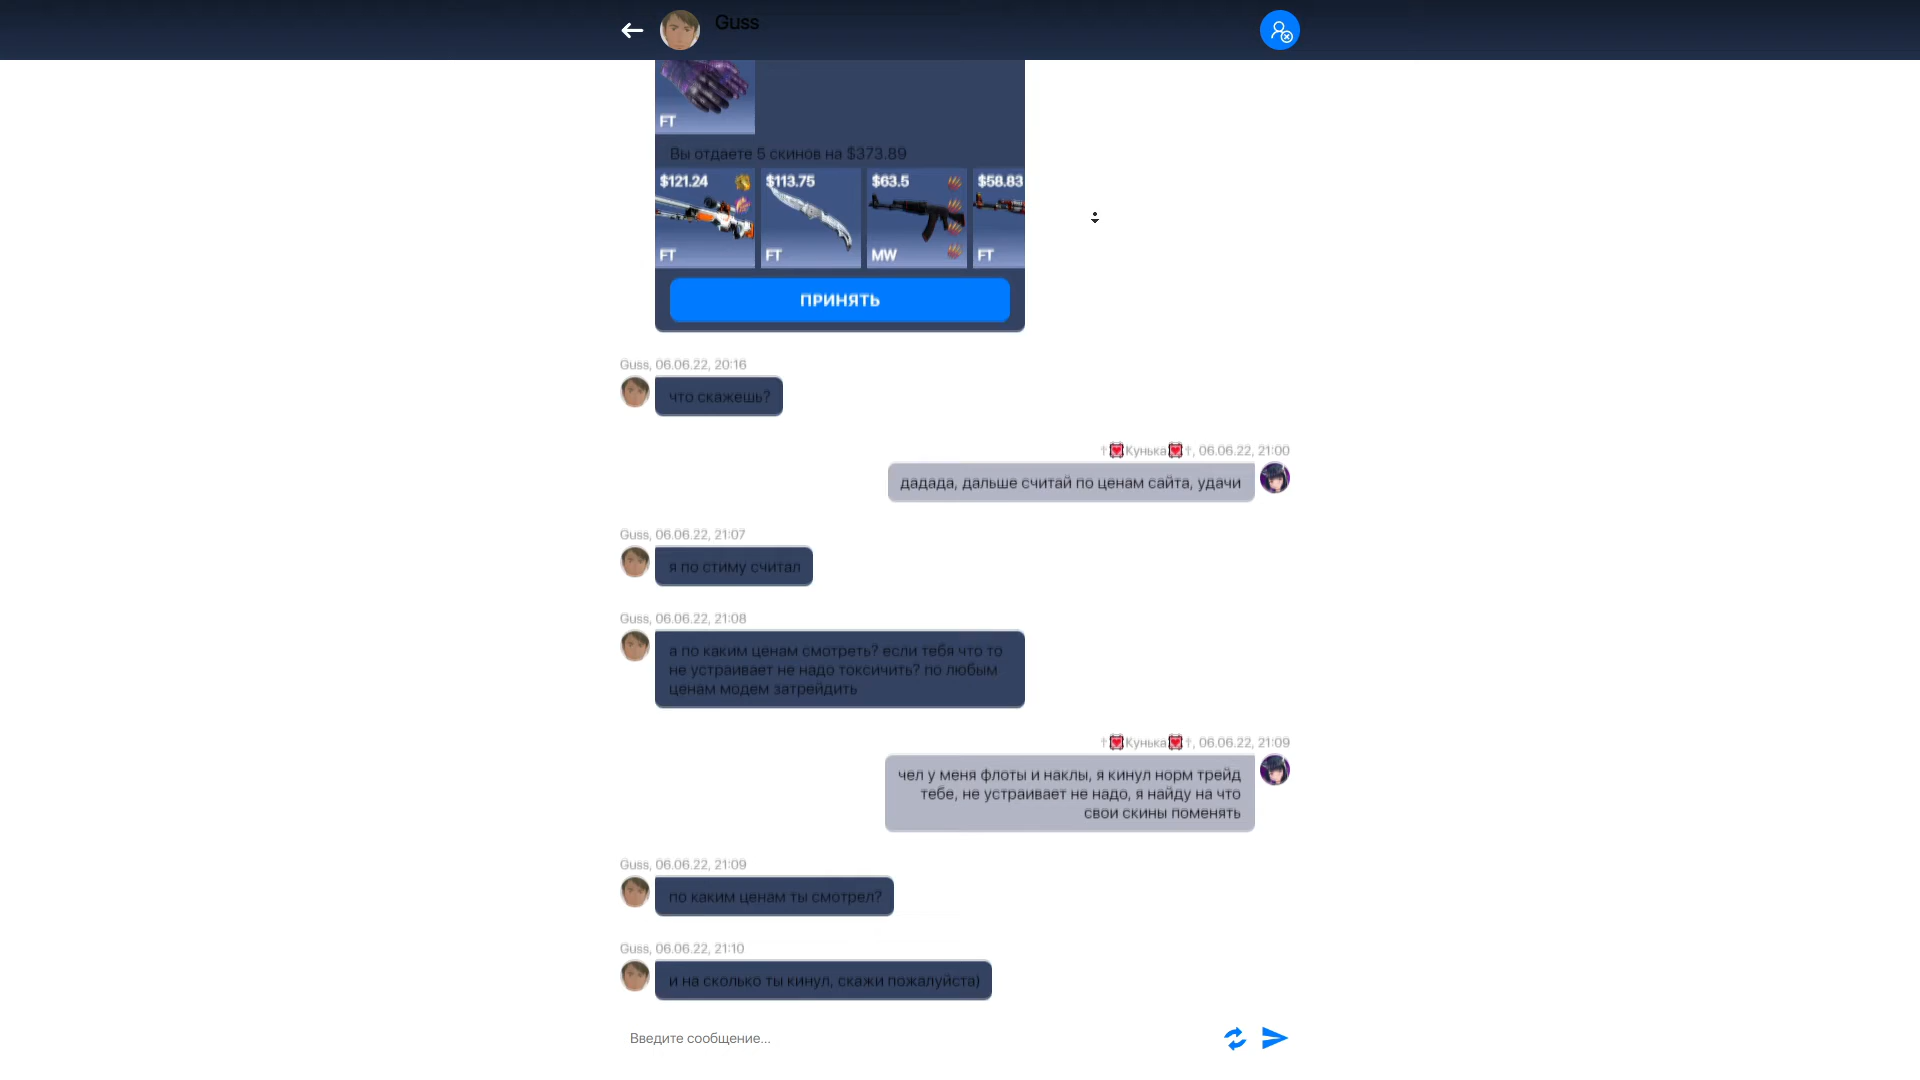 Guss
FT
Вы отдаете 5 скинов на $373.89
$121.24 $113.75 $63.5 $58.83
FT FT MW FT
ПРИНЯТЬ
Guss, 06.06.22, 20:16
что скажешь?
†💟Кунька💟†, 06.06.22, 21:00
дадада, дальше считай по ценам сайта, удачи
Guss, 06.06.22, 21:07
я по стиму считал
Guss, 06.06.22, 21:08
а по каким ценам смотреть? если тебя что то
не устраивает не надо токсичить? по любым
ценам модем затрейдить
†💟Кунька💟†, 06.06.22, 21:09
чел у меня флоты и наклы, я кинул норм трейд
тебе, не устраивает не надо, я найду на что
свои скины поменять
Guss, 06.06.22, 21:09
по каким ценам ты смотрел?
Guss, 06.06.22, 21:10
и на сколько ты кинул, скажи пожалуйста)
Введите сообщение...